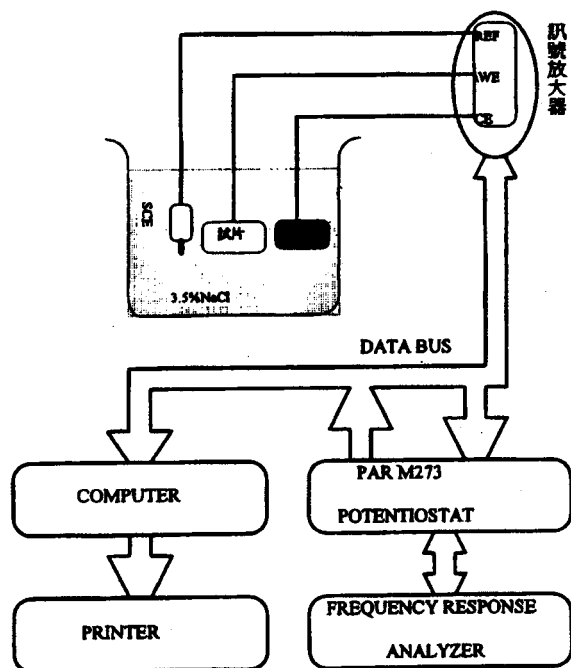 REF
WE
CE
訊號放大器
SCE
試片
3.5%NaCl
DATA BUS
COMPUTER
PAR M273
POTENTIOSTAT
PRINTER
FREQUENCY RESPONSE
ANALYZER